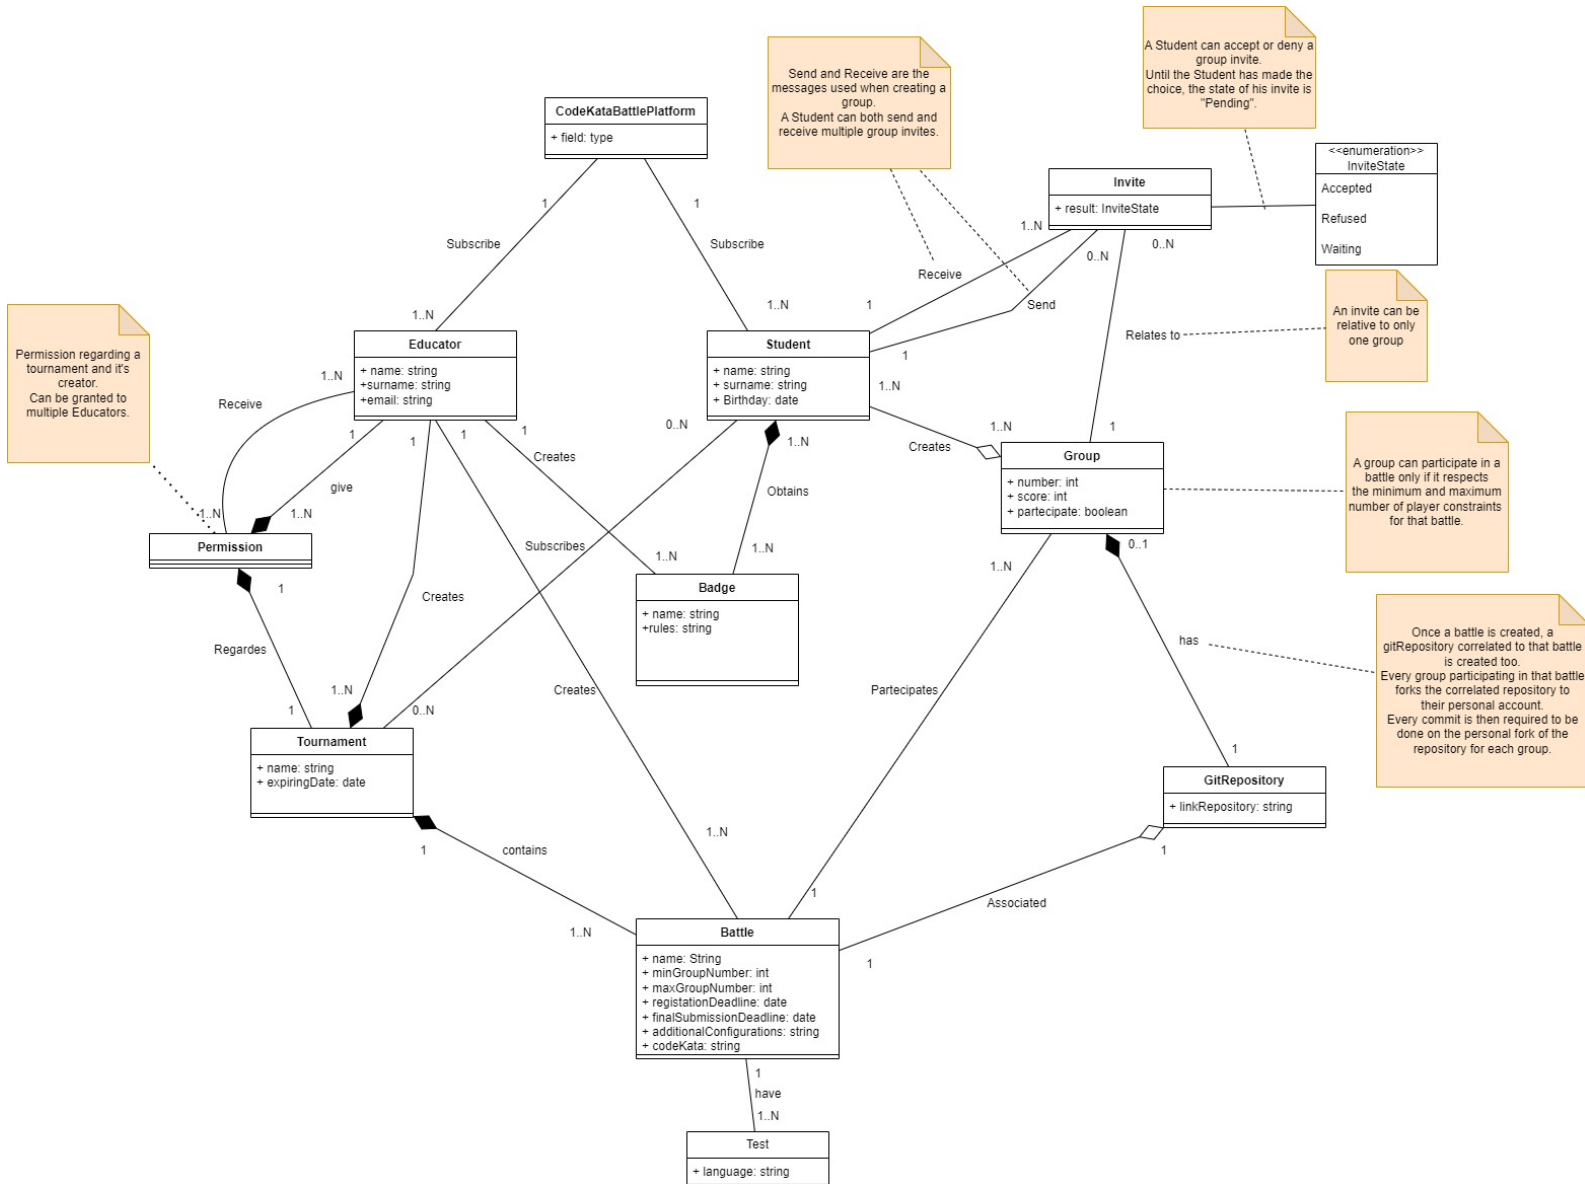 A Student can accept or deny a
group invite.
Until the Student has made the
choice, the state of his invite is
"Pending".
Send and Receive are the
messages used when creating a
group.
A Student can both send and
receive multiple group invites.
CodeKataBattlePlatform
+ field: type
<<enumeration>>
InviteState
Accepted
Refused
Waiting
Invite
+ result: InviteState
1
1
1..N
0..N
0..N
Subscribe
Subscribe
Receive
Send
An invite can be
relative to only
one group
Relates to
1..N
1..N
1
1
Permission regarding a
tournament and it's
creator.
Can be granted to
multiple Educators.
Educator
+ name: string
+surname: string
+email: string
Student
+ name: string
+ surname: string
+ Birthday: date
1..N
1..N
Receive
0..N
1..N
1
1
1
1
1
1..N
Creates
Creates
Group
+ number: int
+ score: int
+ partecipate: boolean
A group can participate in a
battle only if it respects
the minimum and maximum
number of player constraints
for that battle.
give
Obtains
1..N
1..N
Permission
Subscribes
1..N
1..N
1..N
0..1
1
Creates
Badge
+ name: string
+rules: string
Once a battle is created, a
gitRepository correlated to that battle
is created too.
Every group participating in that battle
forks the correlated repository to
their personal account.
Every commit is then required to be
done on the personal fork of the
repository for each group.
has
Regardes
1..N
Creates
Partecipates
1
0..N
Tournament
+ name: string
+ expiringDate: date
1
GitRepository
+ linkRepository: string
1..N
1
contains
1
1
Associated
1..N
1
Battle
+ name: String
+ minGroupNumber: int
+ maxGroupNumber: int
+ registationDeadline: date
+ finalSubmissionDeadline: date
+ additionalConfigurations: string
+ codeKata: string
1
have
1..N
Test
+ language: string